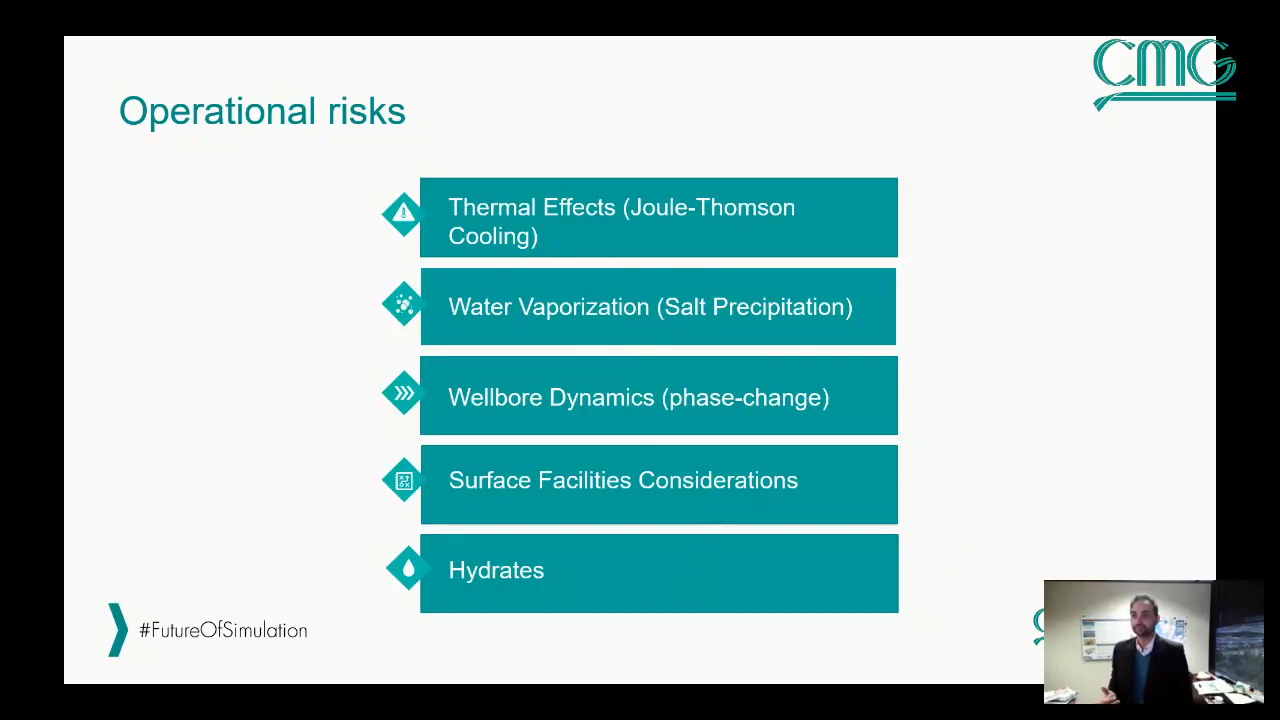 CMG
Operational risks
Thermal Effects (Joule-Thomson
Cooling)
Water Vaporization (Salt Precipitation)
Wellbore Dynamics (phase-change)
Surface Facilities Considerations
Hydrates
#FutureOfSimulation